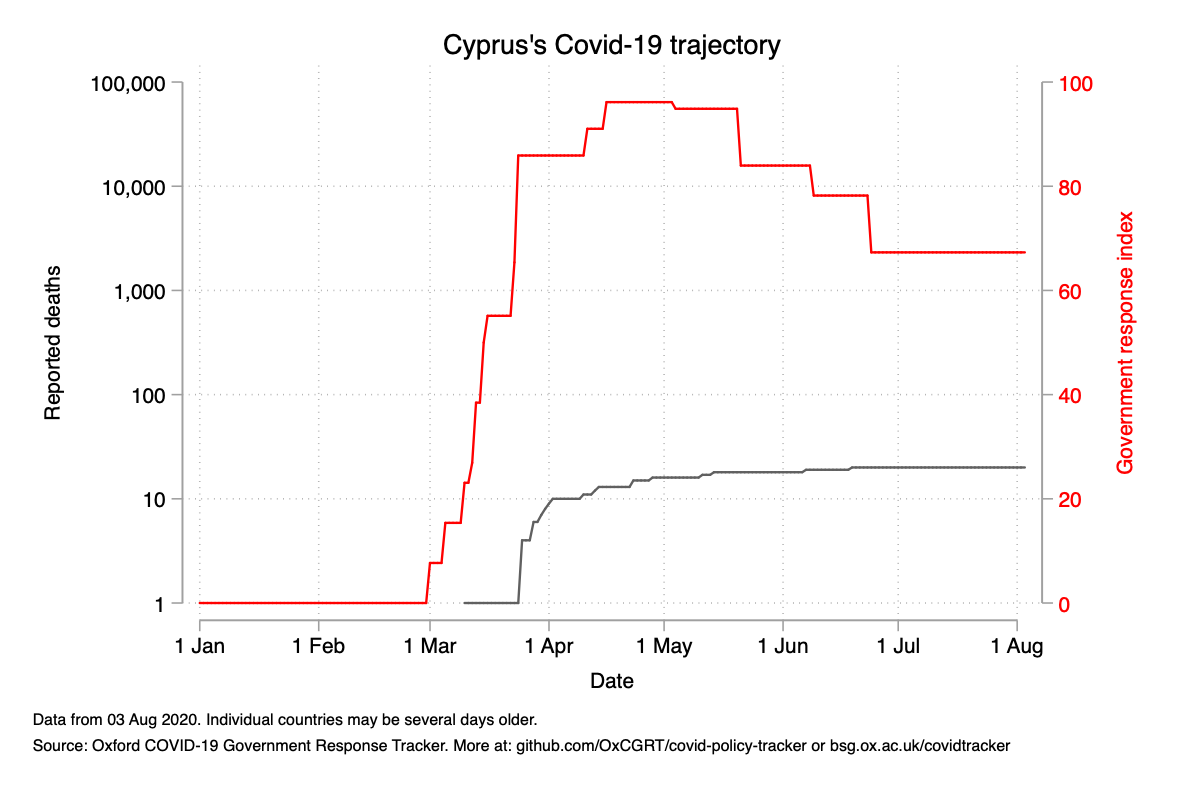 Cyprus's Covid-19 trajectory
Reported deaths
100,000
10,000
1,000
100
10
1
Government response index
100
80
60
40
20
0
1 Jan
1 Feb
1 Mar
1 Apr
1 May
1 Jun
1 Jul
1 Aug
Date
Data from 03 Aug 2020. Individual countries may be several days older.
Source: Oxford COVID-19 Government Response Tracker. More at: github.com/OxCGRT/covid-policy-tracker or bsg.ox.ac.uk/covidtracker